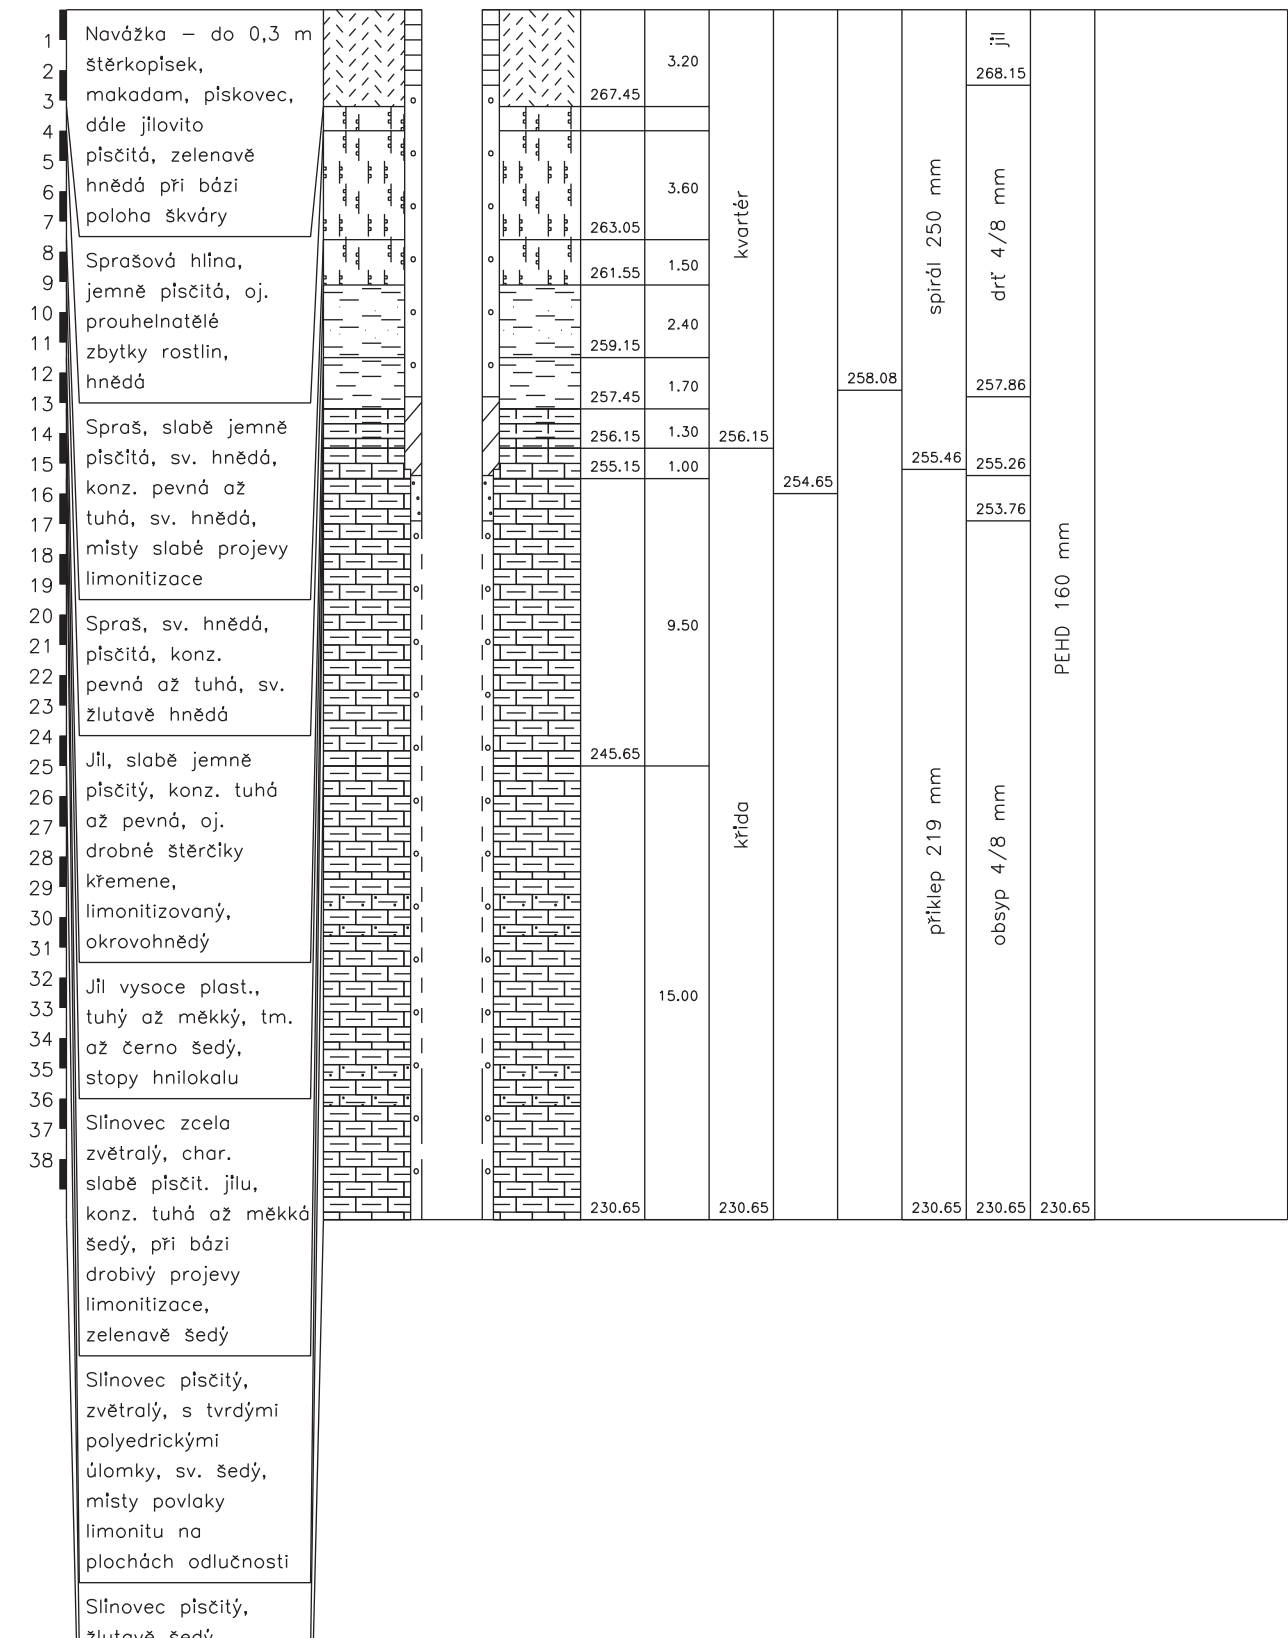 1
2
3
4
5
6
7
8
9
10
11
12
13
14
15
16
17
18
19
20
21
22
23
24
25
26
27
28
29
30
31
32
33
34
35
36
37
38
Navážka – do 0,3 m
štěrkopísek,
makadam, pískovec,
dále jílovito
písčitá, zelenavě
hnědá při bázi
poloha škváry
Sprašová hlína,
jemně písčitá, oj.
prouhelnatělé
zbytky rostlin,
hnědá
Spraš, slabě jemně
písčitá, sv. hnědá,
konz. pevná až
tuhá, sv. hnědá,
místy slabé projevy
limonitizace
Spraš, sv. hnědá,
písčitá, konz.
pevná až tuhá, sv.
žlutavě hnědá
Jíl, slabě jemně
písčitý, konz. tuhá
až pevná, oj.
drobné štěrčíky
křemene,
limonitizovaný,
okrovohnědý
Jíl vysoce plast.,
tuhý až měkký, tm.
až černo šedý,
stopy hnilokalu
Slínovec zcela
zvětralý, char.
slabě písčit. jílu,
konz. tuhá až měkká
šedý, při bázi
drobivý projevy
limonitizace,
zelenavě šedý
Slínovec písčitý,
zvětralý, s tvrdými
polyedrickými
úlomky, sv. šedý,
místy povlaky
limonitu na
plochách odlučnosti
Slínovec písčitý,
žlutavě šedý
267.45
263.05
261.55
259.15
257.45
256.15
255.15
245.65
230.65
3.20
3.60
1.50
2.40
1.70
1.30
1.00
9.50
15.00
kvartér
256.15
křída
230.65
254.65
258.08
spirál 250 mm
255.46
příklep 219 mm
230.65
jíl
268.15
drť 4/8 mm
257.86
255.26
253.76
obsyp 4/8 mm
230.65
PEHD 160 mm
230.65